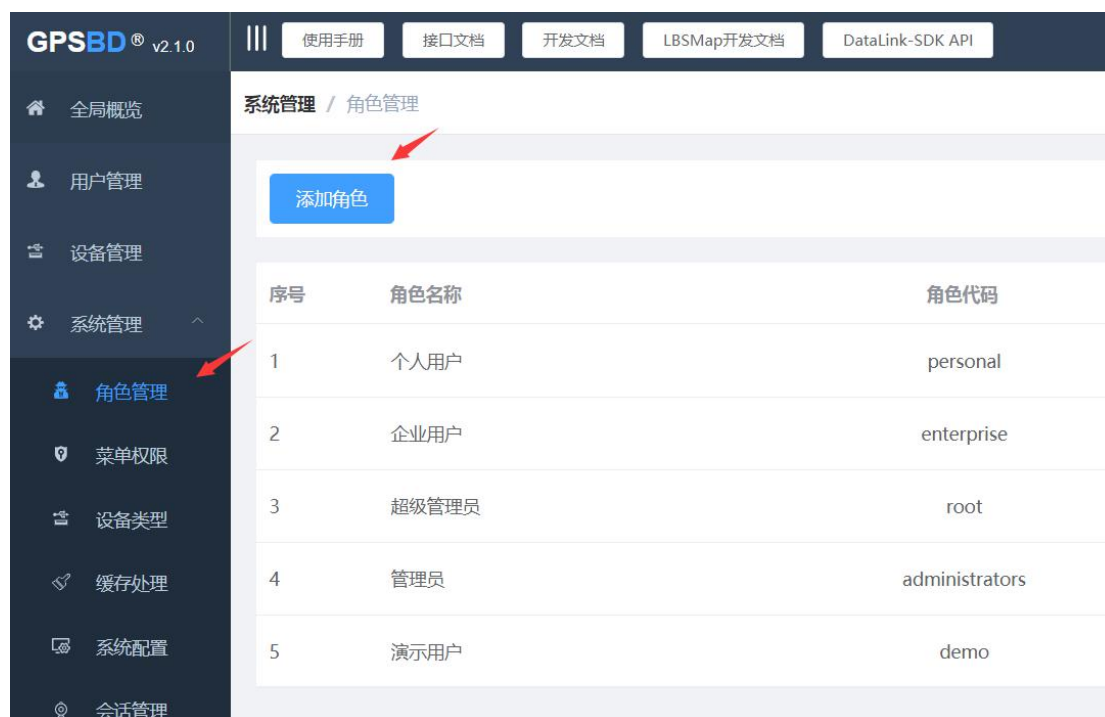 GPSBD® v2.1.0
使用手册 接口文档 开发文档 LBSMap开发文档 DataLink-SDK API
全局概览
用户管理
设备管理
系统管理
角色管理
菜单权限
设备类型
缓存处理
系统配置
会话管理
系统管理 / 角色管理
添加角色
序号 角色名称 角色代码
1 个人用户 personal
2 企业用户 enterprise
3 超级管理员 root
4 管理员 administrators
5 演示用户 demo